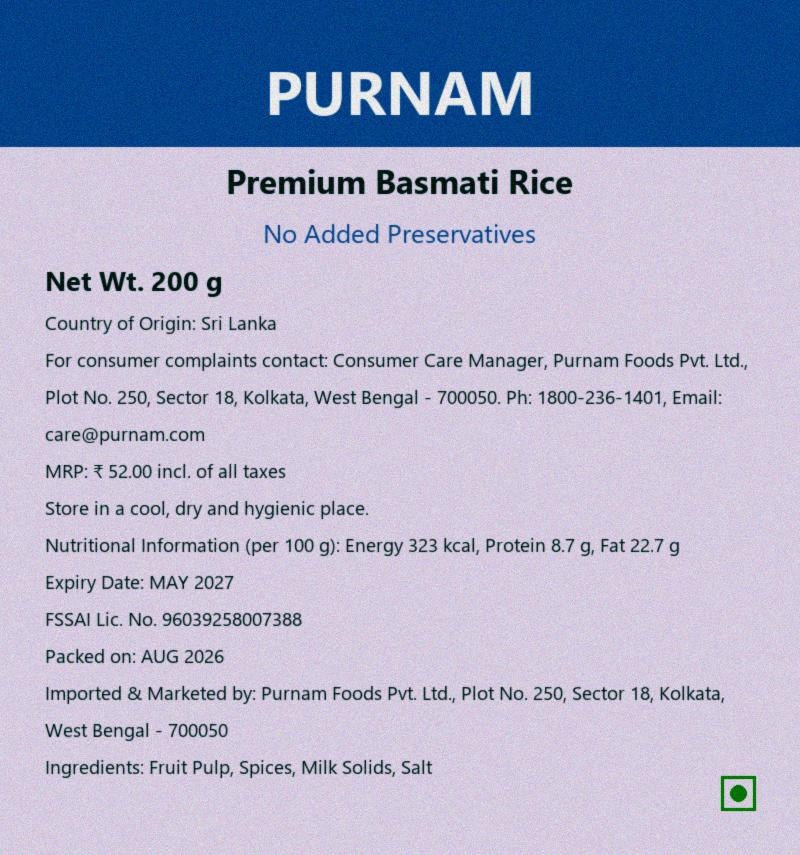 PURNAM
Premium Basmati Rice
No Added Preservatives
Net Wt. 200 g
Country of Origin: Sri Lanka
For consumer complaints contact: Consumer Care Manager, Purnam Foods Pvt. Ltd.,
Plot No. 250, Sector 18, Kolkata, West Bengal - 700050. Ph: 1800-236-1401, Email:
care@purnam.com
MRP: ₹ 52.00 incl. of all taxes
Store in a cool, dry and hygienic place.
Nutritional Information (per 100 g): Energy 323 kcal, Protein 8.7 g, Fat 22.7 g
Expiry Date: MAY 2027
FSSAI Lic. No. 96039258007388
Packed on: AUG 2026
Imported & Marketed by: Purnam Foods Pvt. Ltd., Plot No. 250, Sector 18, Kolkata,
West Bengal - 700050
Ingredients: Fruit Pulp, Spices, Milk Solids, Salt